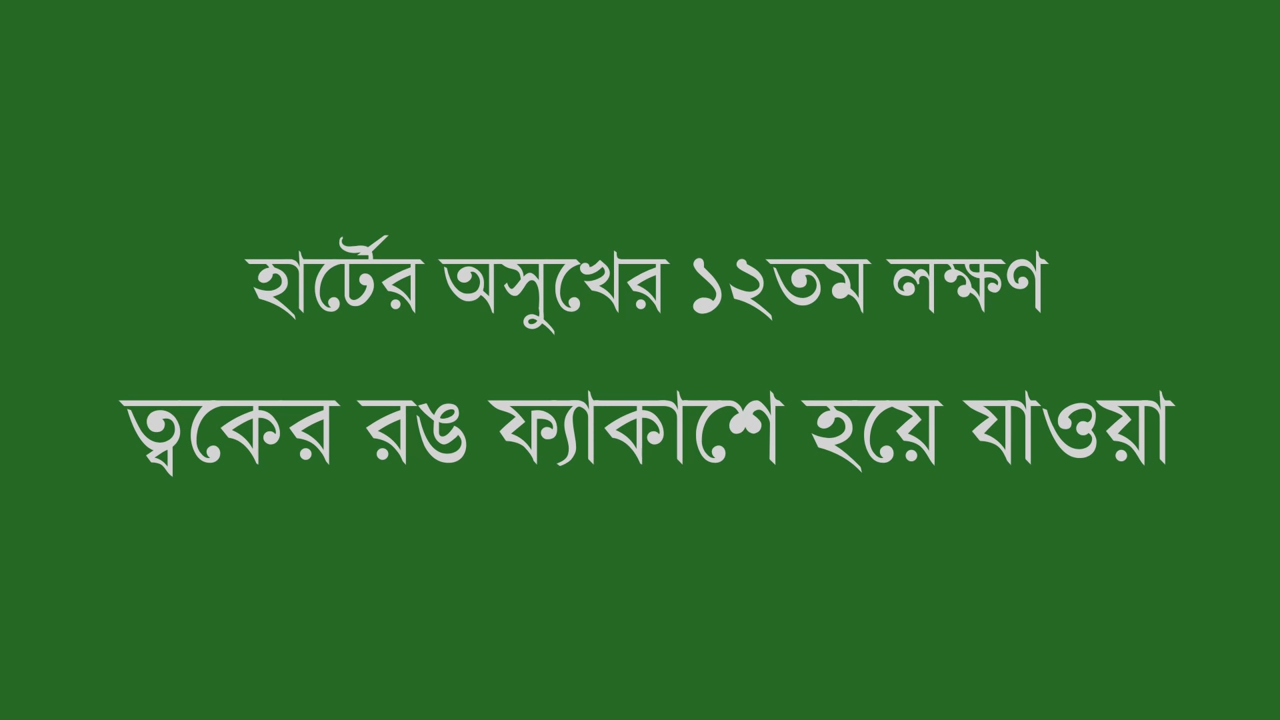 হার্টের অসুখের ১২তম লক্ষণ
ত্বকের রঙ ফ্যাকাশে হয়ে যাওয়া